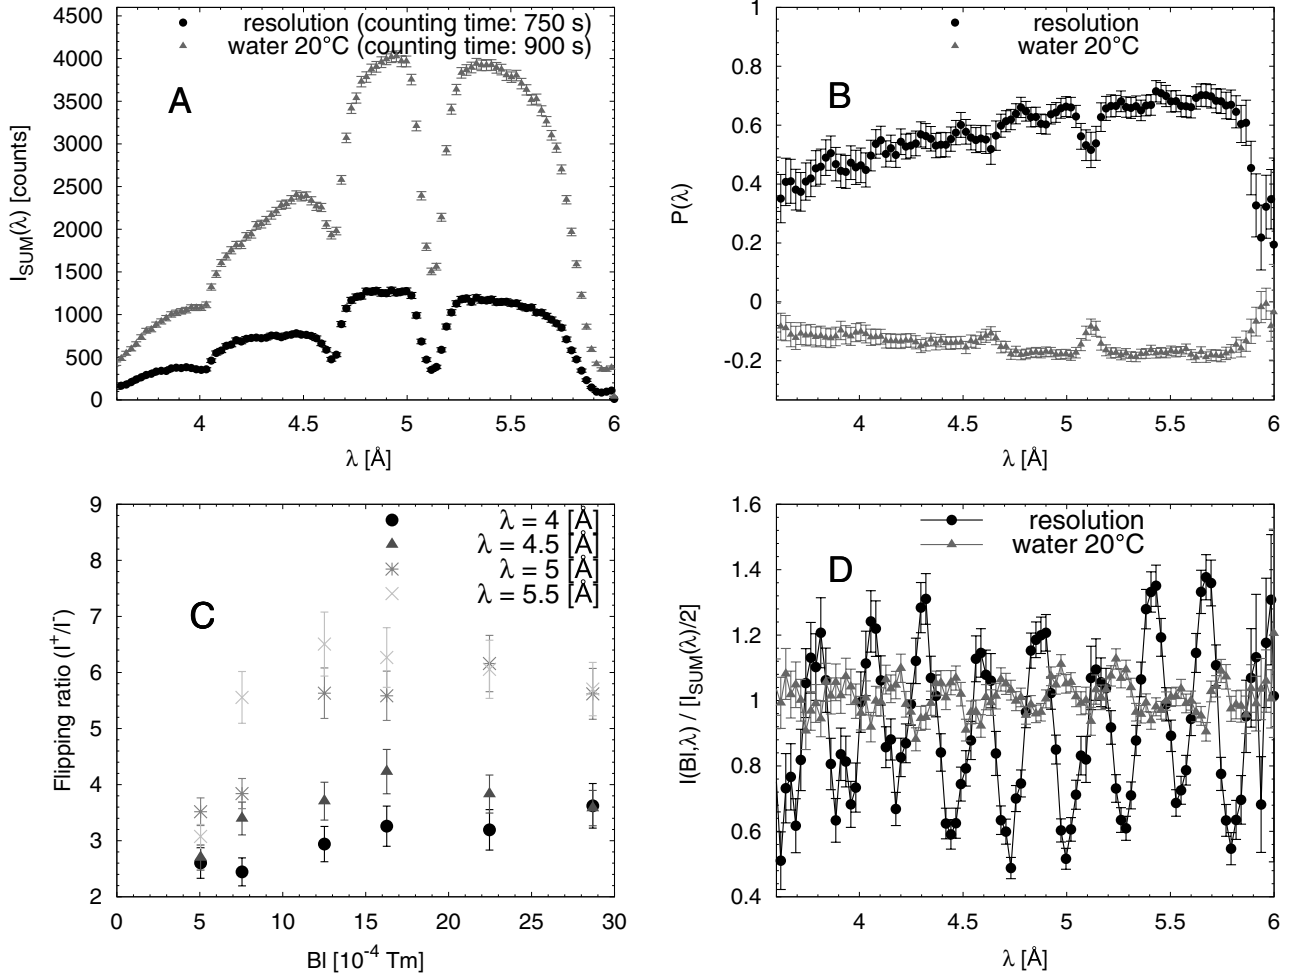 resolution (counting time: 750 s)
water 20°C (counting time: 900 s)
A
I_SUM(λ) [counts]
4500
4000
3500
3000
2500
2000
1500
1000
500
0
4 4.5 5 5.5 6
λ [Å]
resolution
water 20°C
B
P(λ)
1
0.8
0.6
0.4
0.2
0
-0.2
4 4.5 5 5.5 6
λ [Å]
λ = 4 [Å]
λ = 4.5 [Å]
λ = 5 [Å]
λ = 5.5 [Å]
C
Flipping ratio (I⁺/I⁻)
9
8
7
6
5
4
3
2
0 5 10 15 20 25 30
Bl [10⁻⁴ Tm]
resolution
water 20°C
D
I(Bl,λ) / [I_SUM(λ)/2]
1.6
1.4
1.2
1
0.8
0.6
0.4
4 4.5 5 5.5 6
λ [Å]